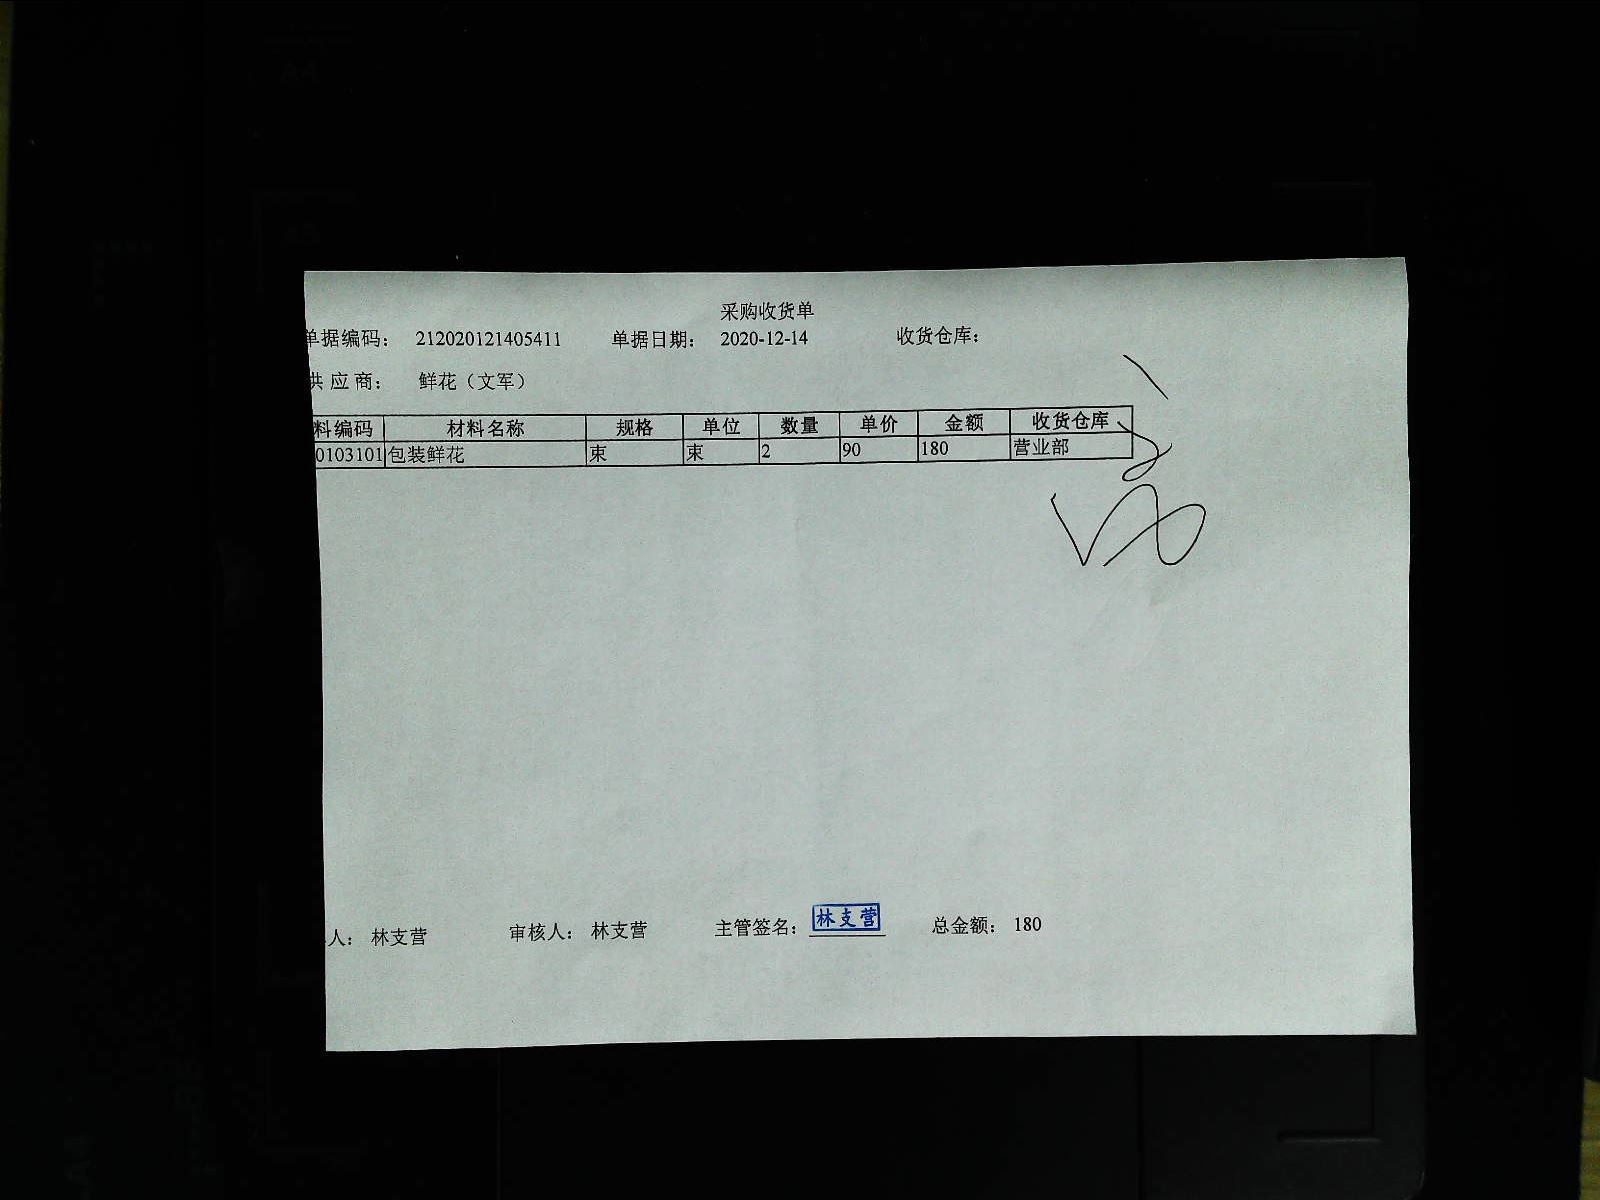 采购收货单
单据编码： 212020121405411 单据日期： 2020-12-14 收货仓库：
供应商： 鲜花（文军）
料编码 材料名称 规格 单位 数量 单价 金额 收货仓库
0103101 包装鲜花 束 束 2 90 180 营业部
人： 林支营 审核人： 林支营 主管签名： 林支营 总金额： 180